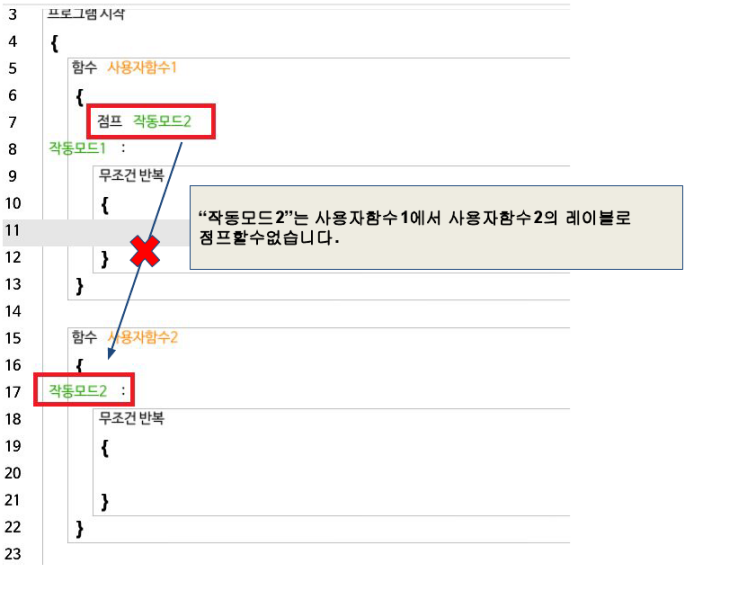 3 프로그램 시작
4 {
5 함수 사용자함수1
6 {
7 점프 작동모드2
8 작동모드1 :
9 무조건 반복
10 {
11
12 }
13 }
14
15 함수 사용자함수2
16 {
17 작동모드2 :
18 무조건 반복
19 {
20
21 }
22 }
23
“작동모드2”는 사용자함수1에서 사용자함수2의 레이블로
점프할수없습니다.